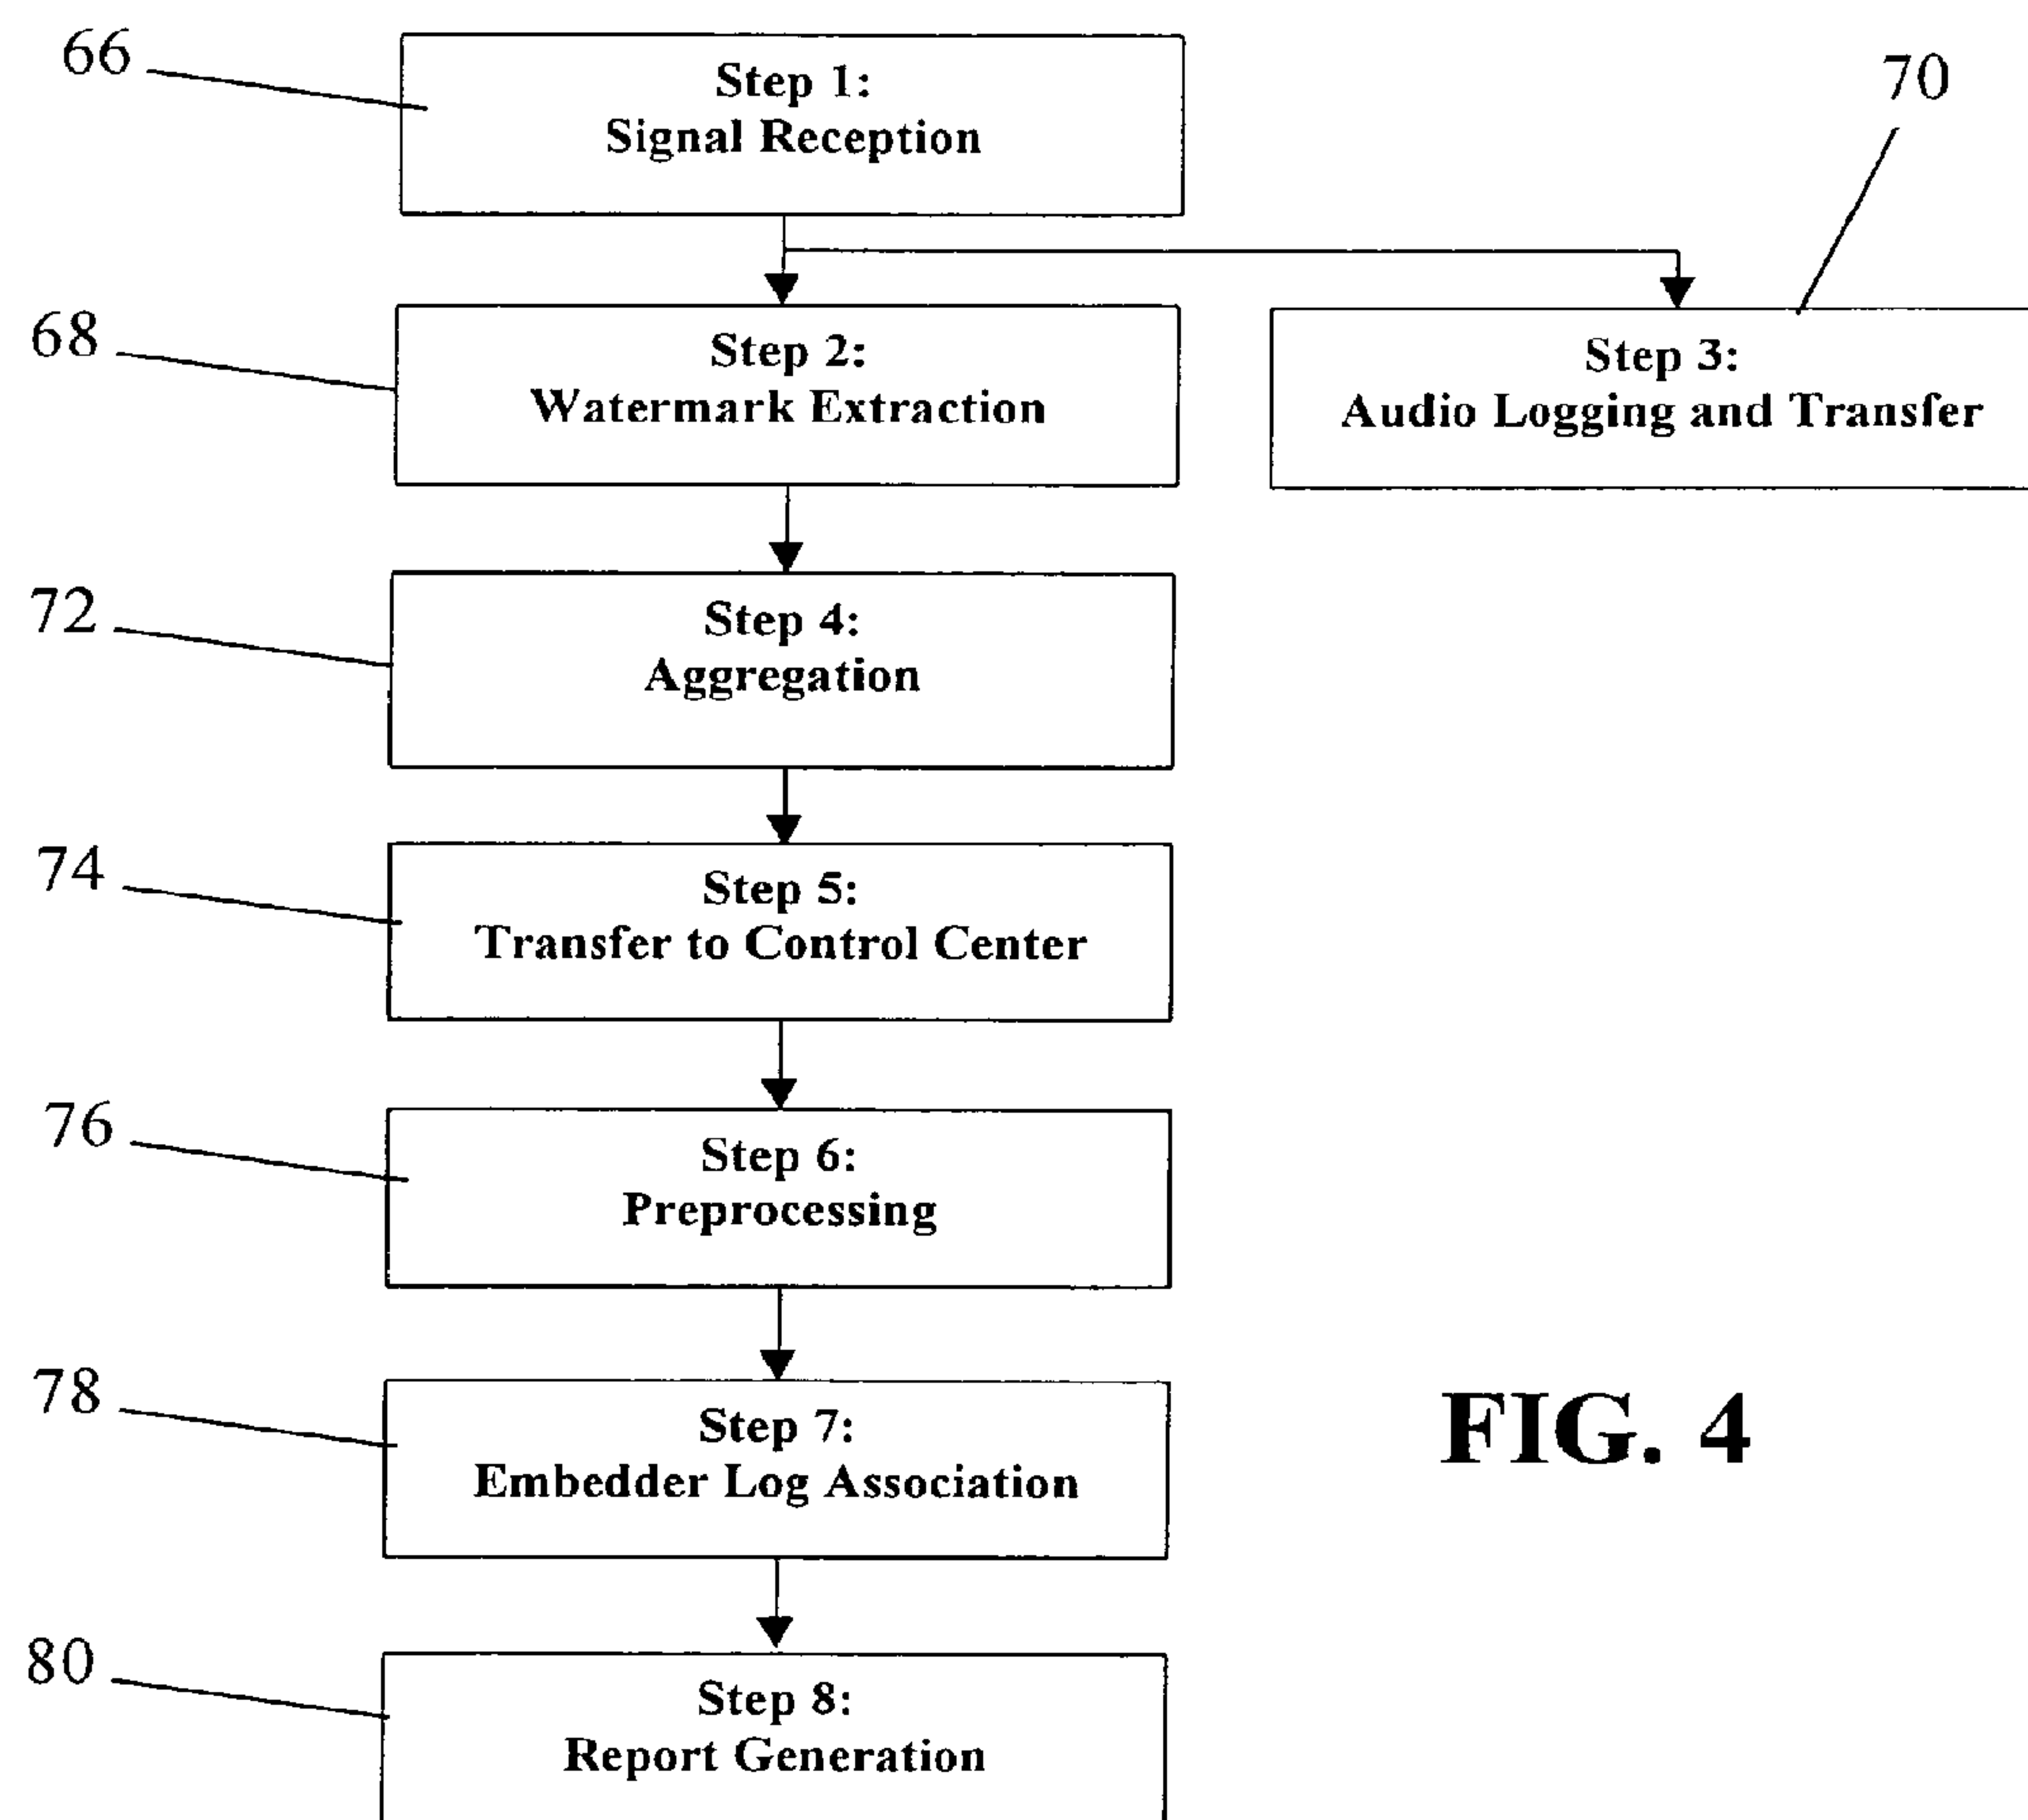 66
Step 1:
Signal Reception
70
68
Step 2:
Watermark Extraction
Step 3:
Audio Logging and Transfer
72
Step 4:
Aggregation
74
Step 5:
Transfer to Control Center
76
Step 6:
Preprocessing
78
Step 7:
Embedder Log Association
FIG. 4
80
Step 8:
Report Generation